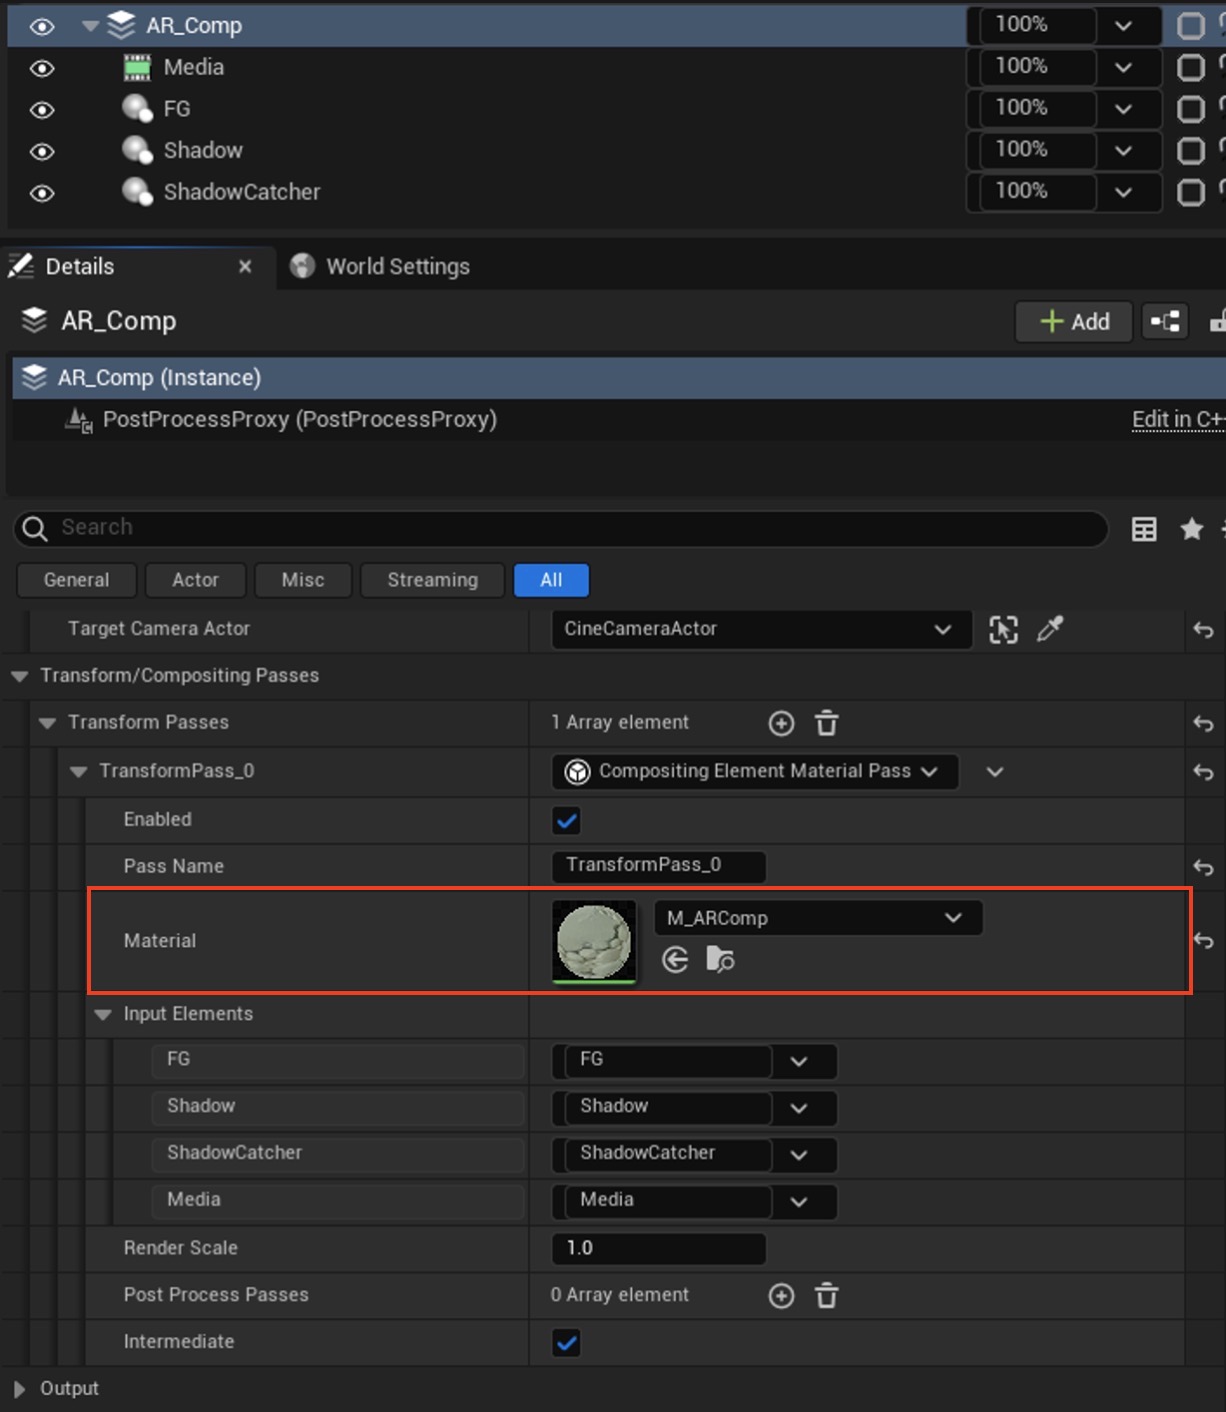 AR_Comp 100%
Media 100%
FG 100%
Shadow 100%
ShadowCatcher 100%
Details World Settings
AR_Comp Add
AR_Comp (Instance)
PostProcessProxy (PostProcessProxy) Edit in C+
Search
General Actor Misc Streaming All
Target Camera Actor CineCameraActor
Transform/Compositing Passes
Transform Passes 1 Array element
TransformPass_0 Compositing Element Material Pass
Enabled
Pass Name TransformPass_0
Material M_ARComp
Input Elements
FG FG
Shadow Shadow
ShadowCatcher ShadowCatcher
Media Media
Render Scale 1.0
Post Process Passes 0 Array element
Intermediate
Output